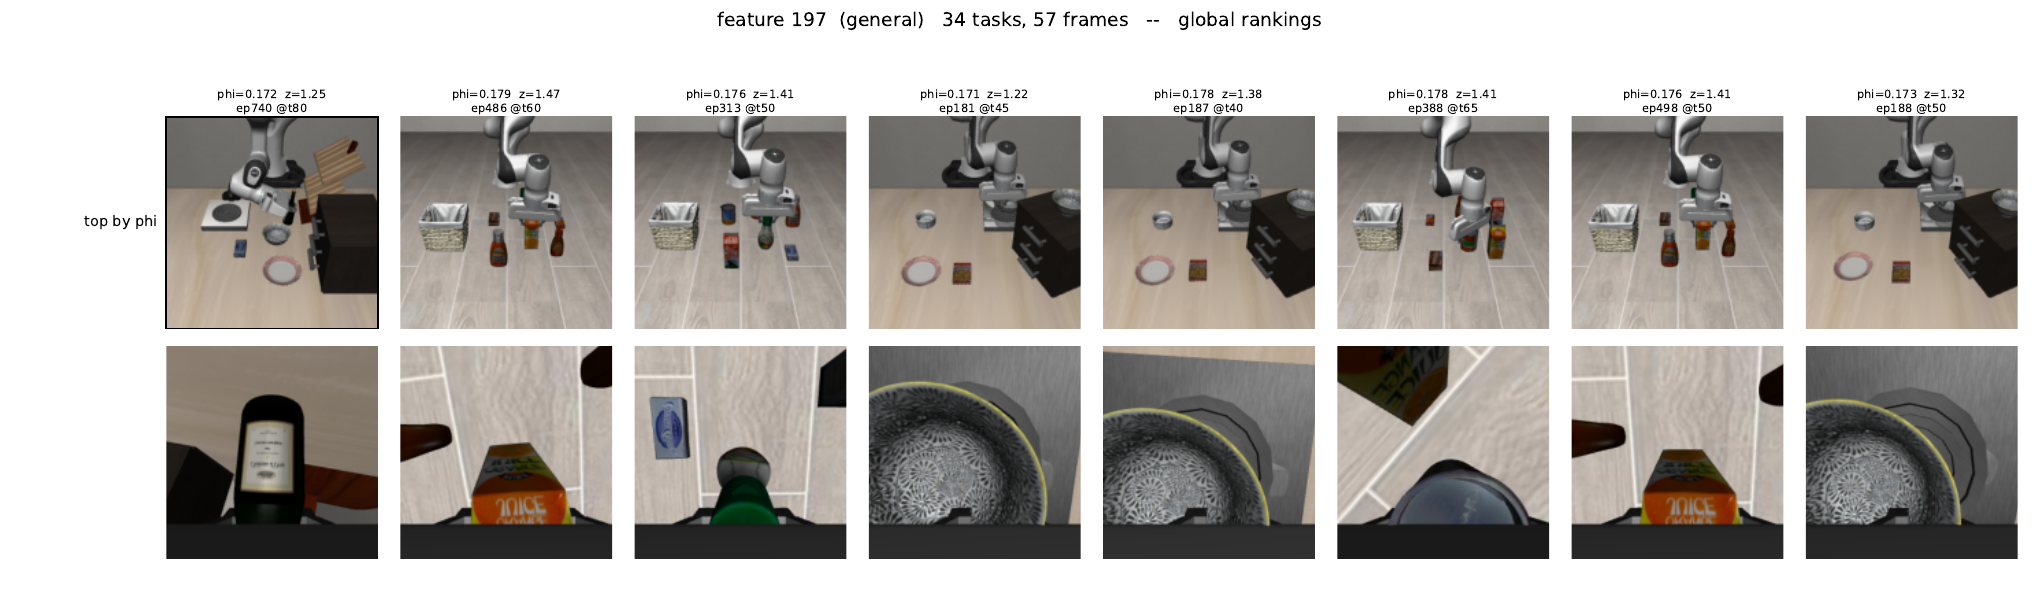 feature 197  (general)   34 tasks, 57 frames   --   global rankings
phi=0.172  z=1.25
ep740 @t80
phi=0.179  z=1.47
ep486 @t60
phi=0.176  z=1.41
ep313 @t50
phi=0.171  z=1.22
ep181 @t45
phi=0.178  z=1.38
ep187 @t40
phi=0.178  z=1.41
ep388 @t65
phi=0.176  z=1.41
ep498 @t50
phi=0.173  z=1.32
ep188 @t50
top by phi
JUICE
JUICE